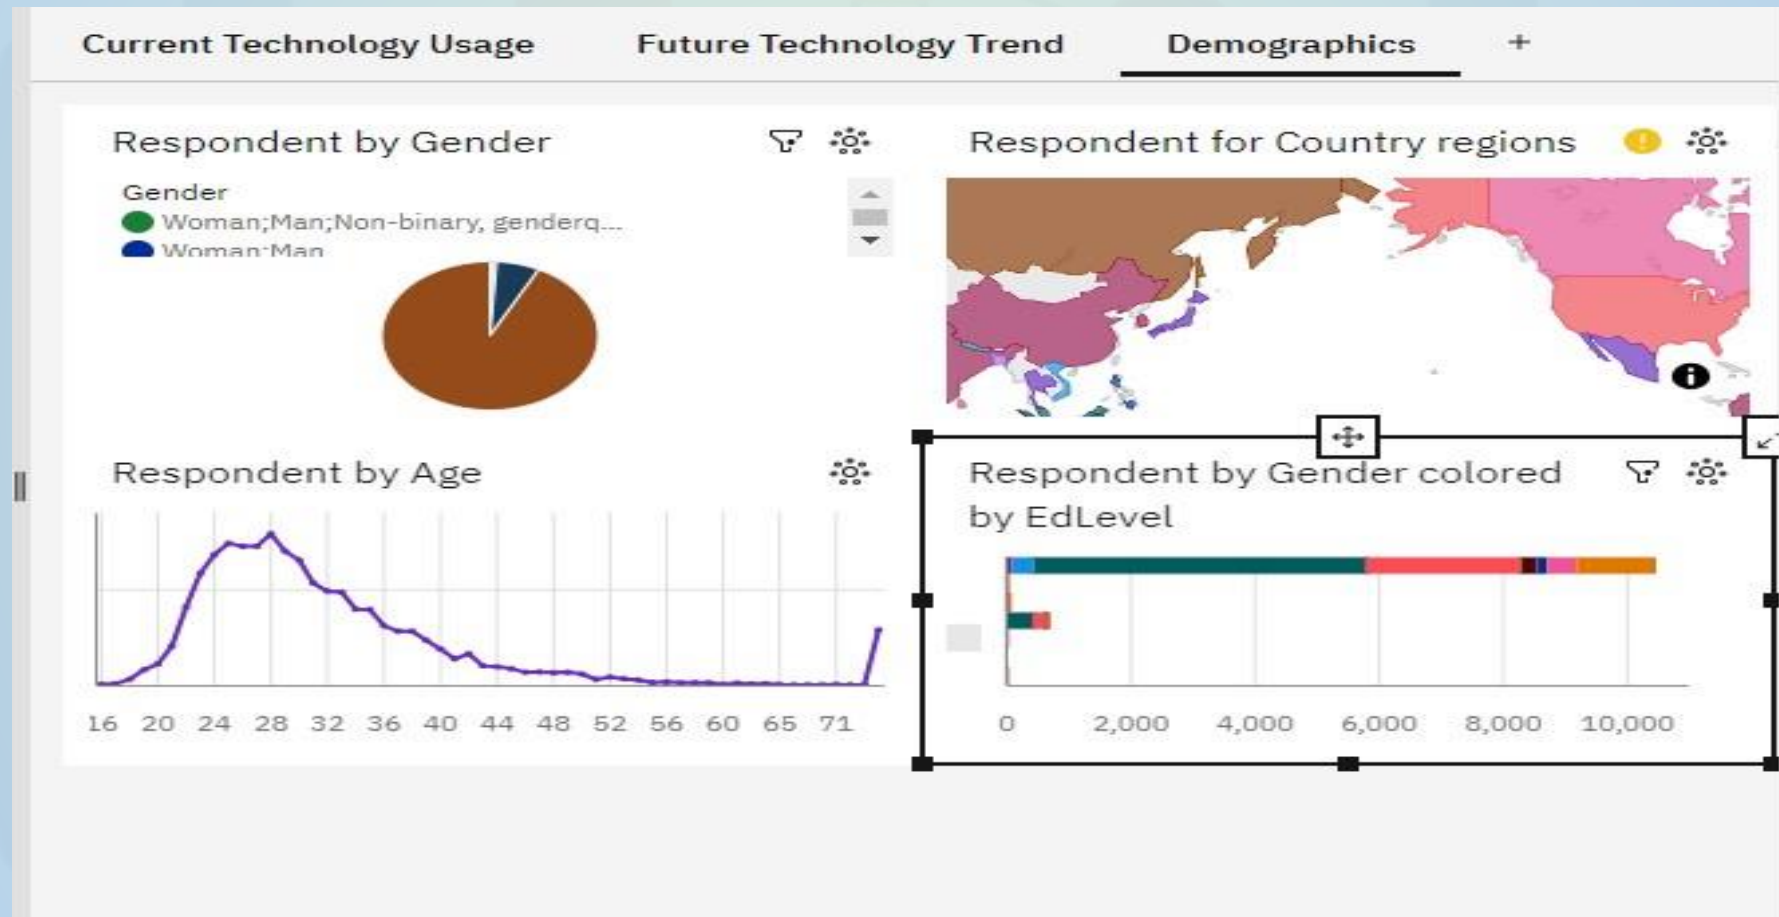 Current Technology Usage
Future Technology Trend
Demographics
+
Respondent by Gender
Gender
Woman;Man;Non-binary, genderq...
Woman;Man
Respondent for Country regions
Respondent by Age
16 20 24 28 32 36 40 44 48 52 56 60 65 71
Respondent by Gender colored
by EdLevel
0 2,000 4,000 6,000 8,000 10,000